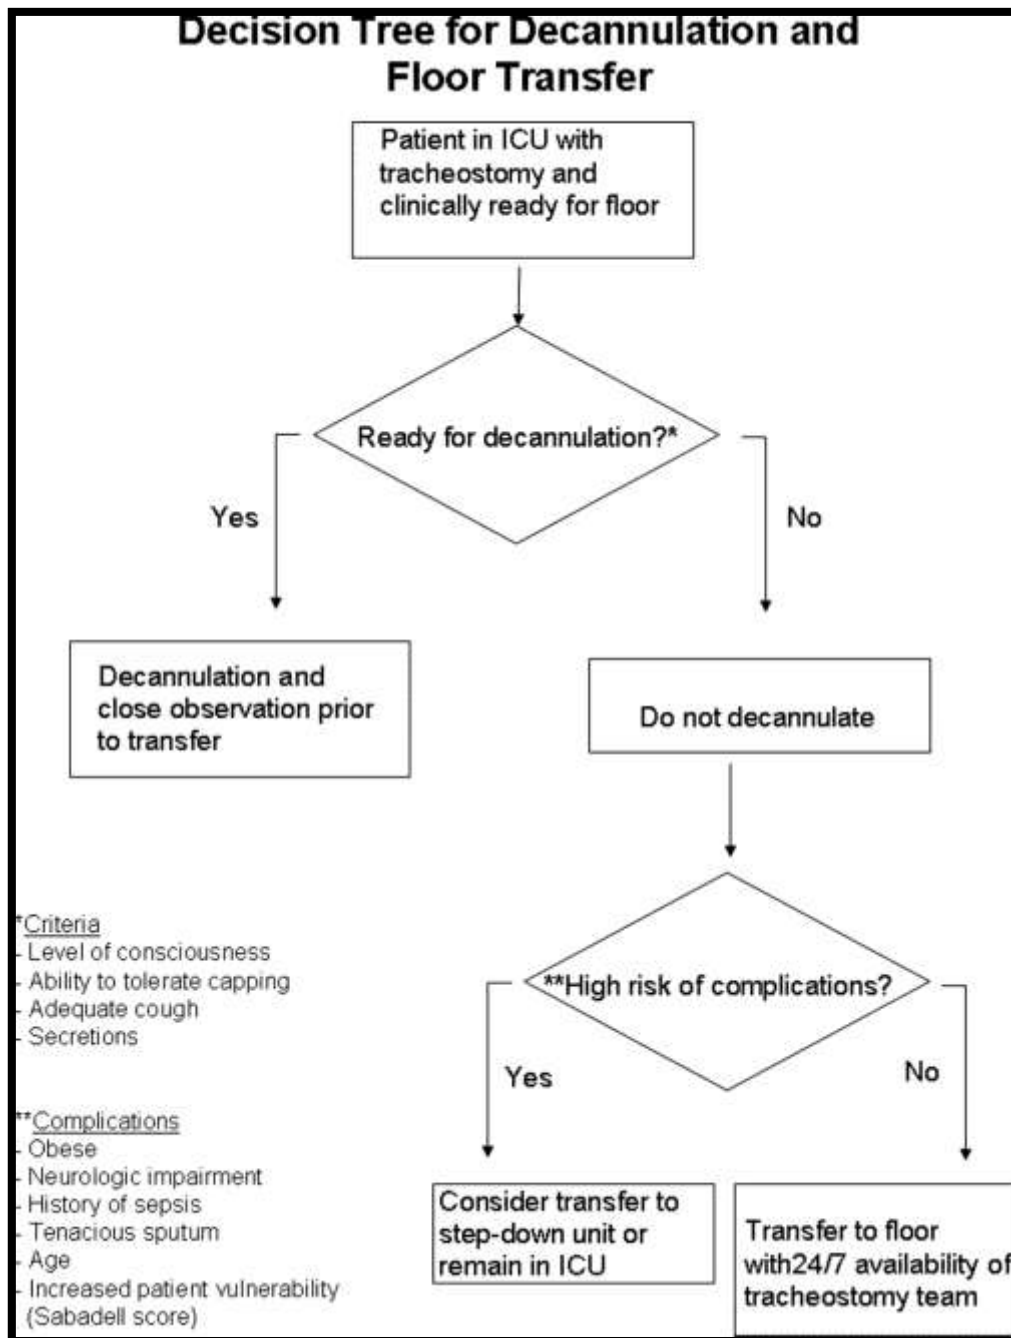 Decision Tree for Decannulation and
Floor Transfer
Patient in ICU with
tracheostomy and
clinically ready for floor
Ready for decannulation?*
Yes
No
Decannulation and
close observation prior
to transfer
Do not decannulate
*Criteria
- Level of consciousness
- Ability to tolerate capping
- Adequate cough
- Secretions
**High risk of complications?
Yes
No
**Complications
- Obese
- Neurologic impairment
- History of sepsis
- Tenacious sputum
- Age
- Increased patient vulnerability
(Sabadell score)
Consider transfer to
step-down unit or
remain in ICU
Transfer to floor
with24/7 availability of
tracheostomy team